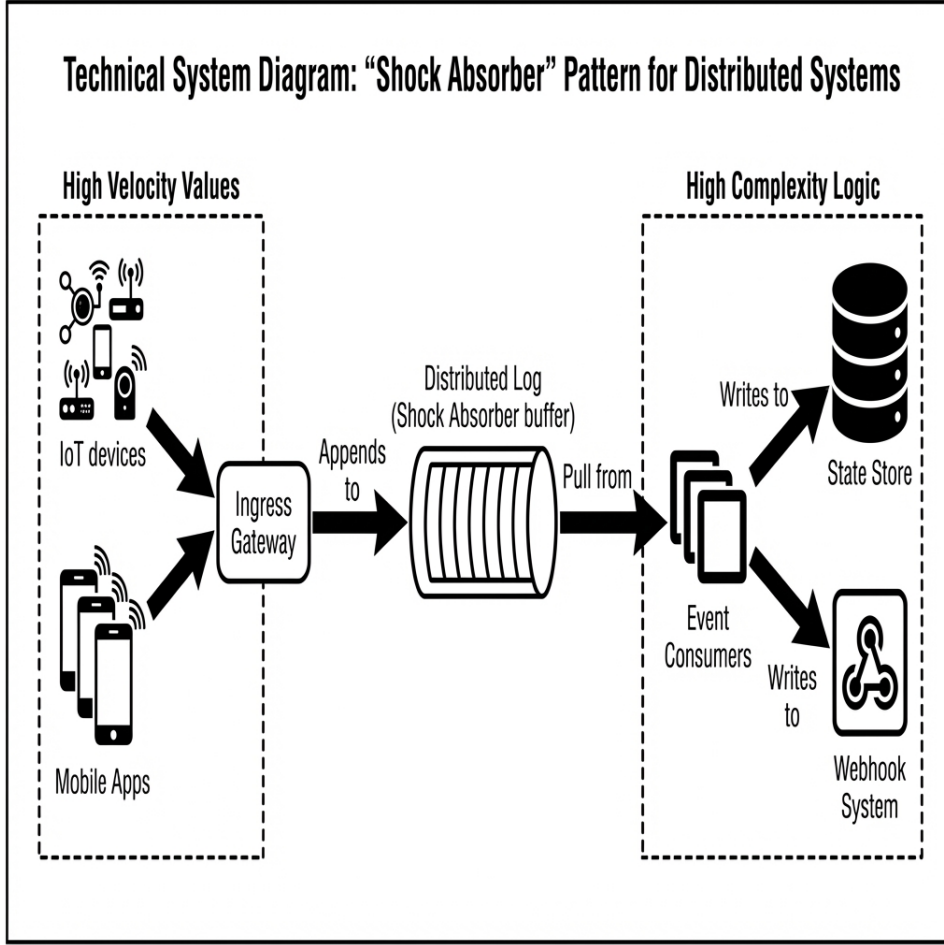 Technical System Diagram: “Shock Absorber” Pattern for Distributed Systems
High Velocity Values
High Complexity Logic
IoT devices
Mobile Apps
Ingress
Gateway
Appends
to
Distributed Log
(Shock Absorber buffer)
Pull from
Event
Consumers
Writes to
State Store
Writes
to
Webhook
System